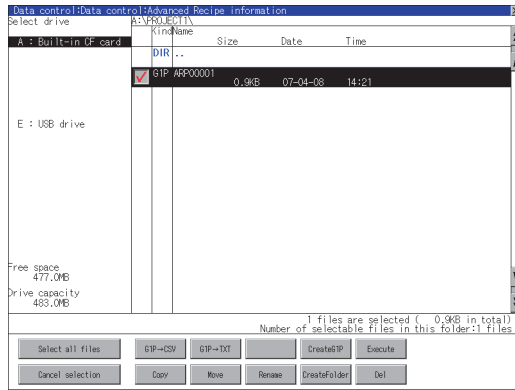 Data control:Data control:Advanced Recipe information
Select drive
A:\PROJECT1\
Kind Name
Size Date Time
A : Built-in CF card
DIR ..
G1P ARP00001
0.9KB 07-04-08 14:21
E : USB drive
Free space
477.0MB
Drive capacity
483.0MB
1 files are selected ( 0.9KB in total)
Number of selectable files in this folder:1 files
Select all files G1P→CSV G1P→TXT CreateG1P Execute
Cancel selection Copy Move Rename CreateFolder Del